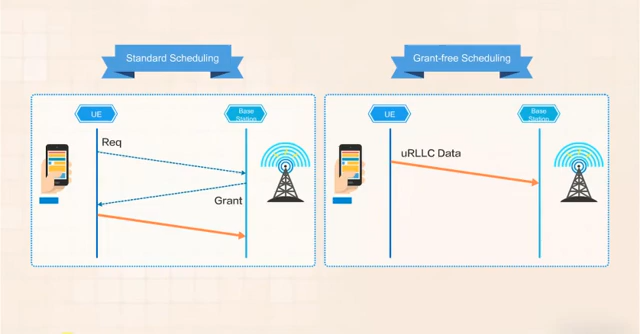 Standard Scheduling
Grant-free Scheduling
UE
Base
Station
Req
Grant
UE
Base
Station
uRLLC Data